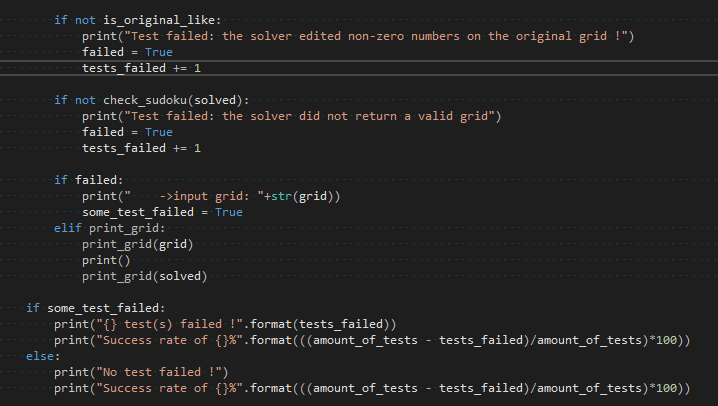 if not is_original_like:
print("Test failed: the solver edited non-zero numbers on the original grid !")
failed = True
tests_failed += 1
if not check_sudoku(solved):
print("Test failed: the solver did not return a valid grid")
failed = True
tests_failed += 1
if failed:
print("    ->input grid: "+str(grid))
some_test_failed = True
elif print_grid:
print_grid(grid)
print()
print_grid(solved)
if some_test_failed:
print("{} test(s) failed !".format(tests_failed))
print("Success rate of {}%".format(((amount_of_tests - tests_failed)/amount_of_tests)*100))
else:
print("No test failed !")
print("Success rate of {}%".format(((amount_of_tests - tests_failed)/amount_of_tests)*100))